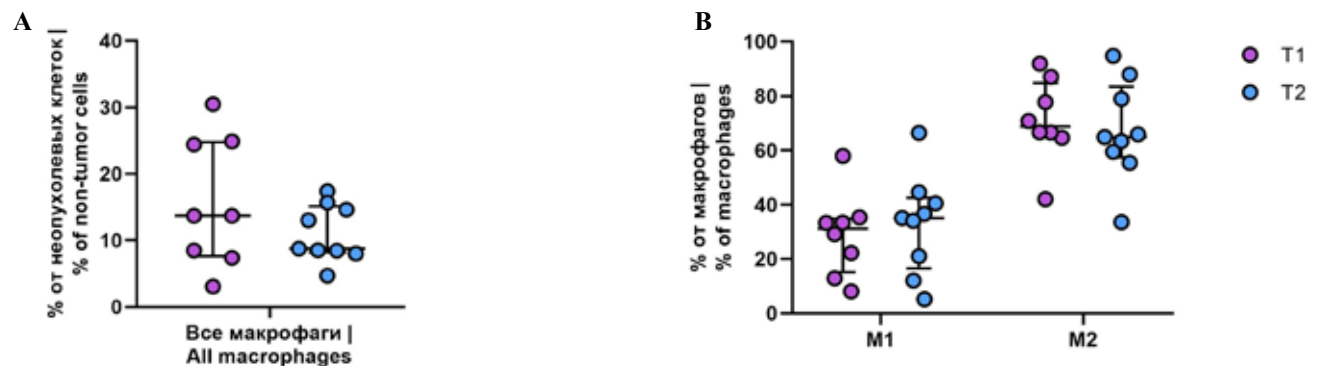 A
% от неопухолевых клеток |
% of non-tumor cells
40
30
20
10
0
Все макрофаги |
All macrophages
B
% от макрофагов |
% of macrophages
100
80
60
40
20
0
M1
M2
T1
T2